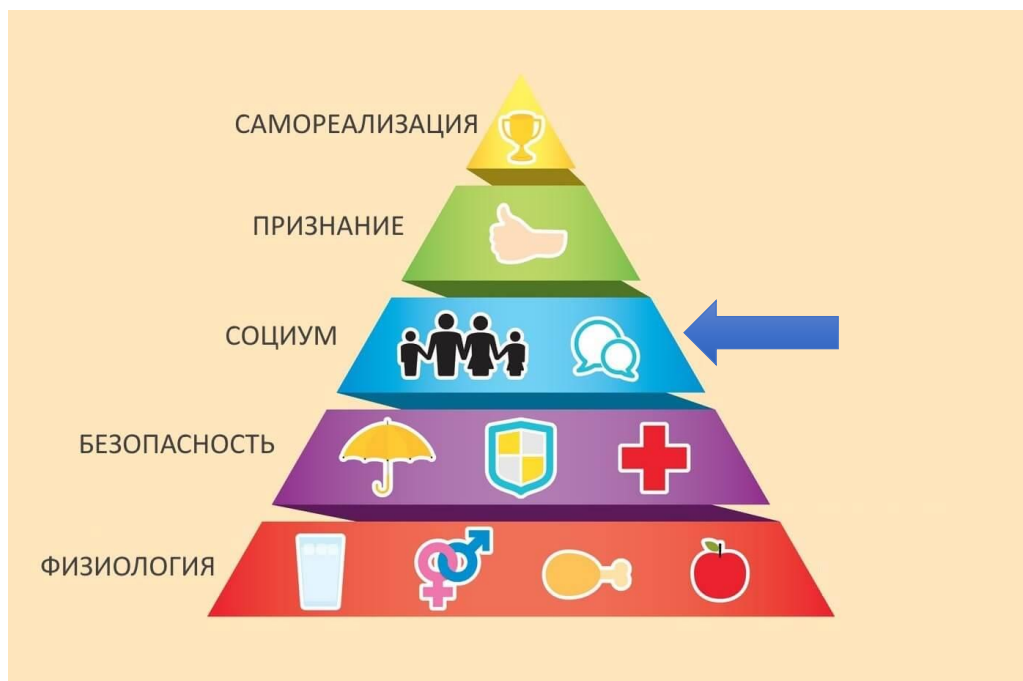 САМОРЕАЛИЗАЦИЯ
ПРИЗНАНИЕ
СОЦИУМ
БЕЗОПАСНОСТЬ
ФИЗИОЛОГИЯ